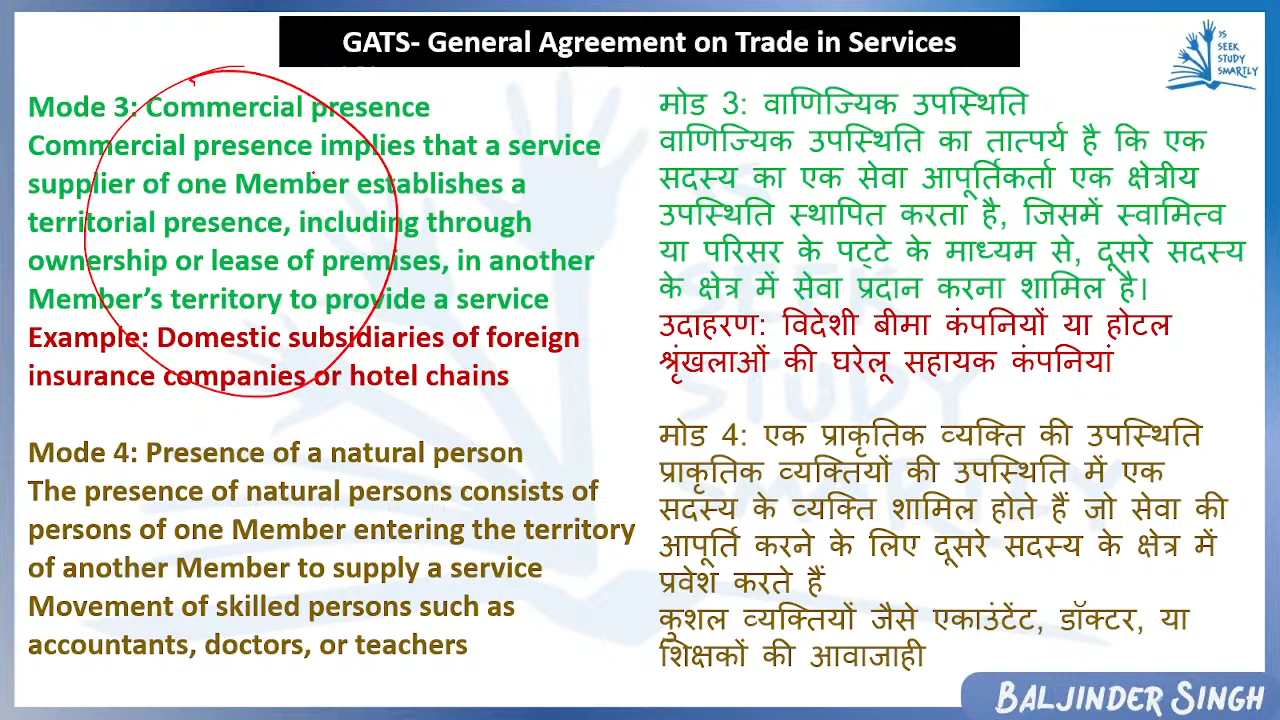 GATS- General Agreement on Trade in Services
JS
SEEK
STUDY
SMARTLY
Mode 3: Commercial presence
Commercial presence implies that a service
supplier of one Member establishes a
territorial presence, including through
ownership or lease of premises, in another
Member’s territory to provide a service
Example: Domestic subsidiaries of foreign
insurance companies or hotel chains
Mode 4: Presence of a natural person
The presence of natural persons consists of
persons of one Member entering the territory
of another Member to supply a service
Movement of skilled persons such as
accountants, doctors, or teachers
मोड 3: वाणिज्यिक उपस्थिति
वाणिज्यिक उपस्थिति का तात्पर्य है कि एक
सदस्य का एक सेवा आपूर्तिकर्ता एक क्षेत्रीय
उपस्थिति स्थापित करता है, जिसमें स्वामित्व
या परिसर के पट्टे के माध्यम से, दूसरे सदस्य
के क्षेत्र में सेवा प्रदान करना शामिल है।
उदाहरण: विदेशी बीमा कंपनियों या होटल
श्रृंखलाओं की घरेलू सहायक कंपनियां
मोड 4: एक प्राकृतिक व्यक्ति की उपस्थिति
प्राकृतिक व्यक्तियों की उपस्थिति में एक
सदस्य के व्यक्ति शामिल होते हैं जो सेवा की
आपूर्ति करने के लिए दूसरे सदस्य के क्षेत्र में
प्रवेश करते हैं
कुशल व्यक्तियों जैसे एकाउंटेंट, डॉक्टर, या
शिक्षकों की आवाजाही
SEEK
STUDY
SMARTLY
BALJINDER SINGH